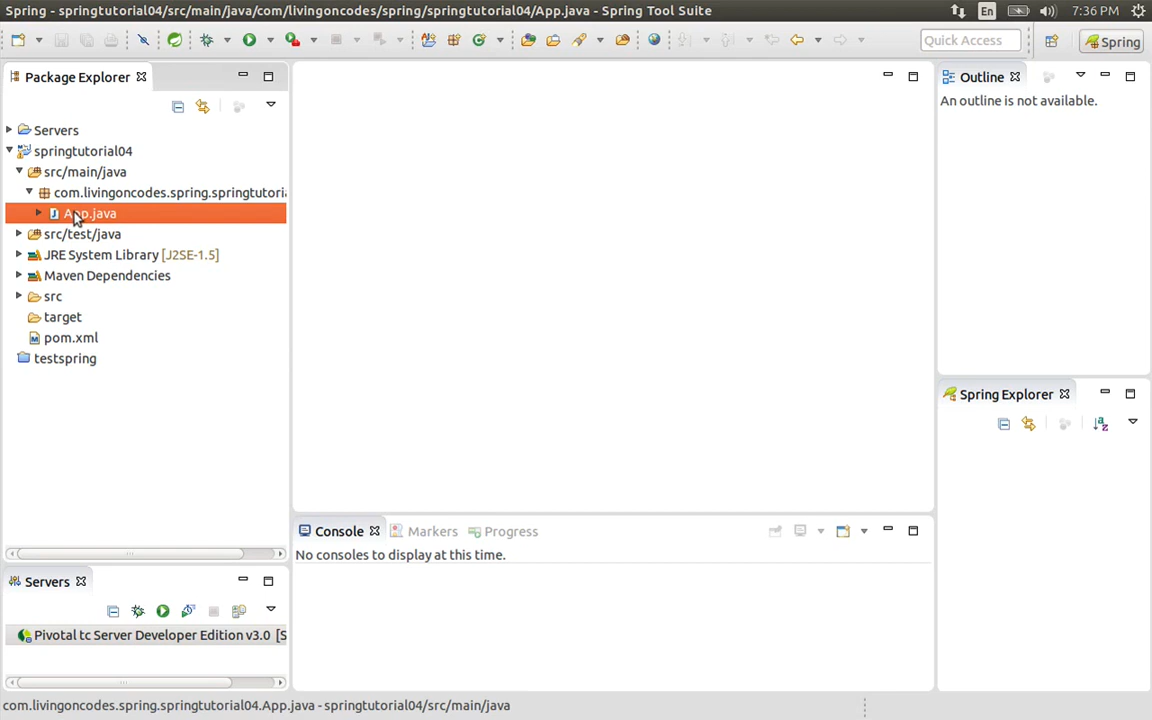 Spring - springtutorial04/src/main/java/com/livingoncodes/spring/springtutorial04/App.java - Spring Tool Suite
En
7:36 PM
Quick Access
Spring
Package Explorer
Outline
An outline is not available.
Servers
springtutorial04
src/main/java
com.livingoncodes.spring.springtutoria
App.java
src/test/java
JRE System Library [J2SE-1.5]
Maven Dependencies
src
target
pom.xml
testspring
Spring Explorer
Console
Markers
Progress
No consoles to display at this time.
Servers
Pivotal tc Server Developer Edition v3.0 [S
com.livingoncodes.spring.springtutorial04.App.java - springtutorial04/src/main/java